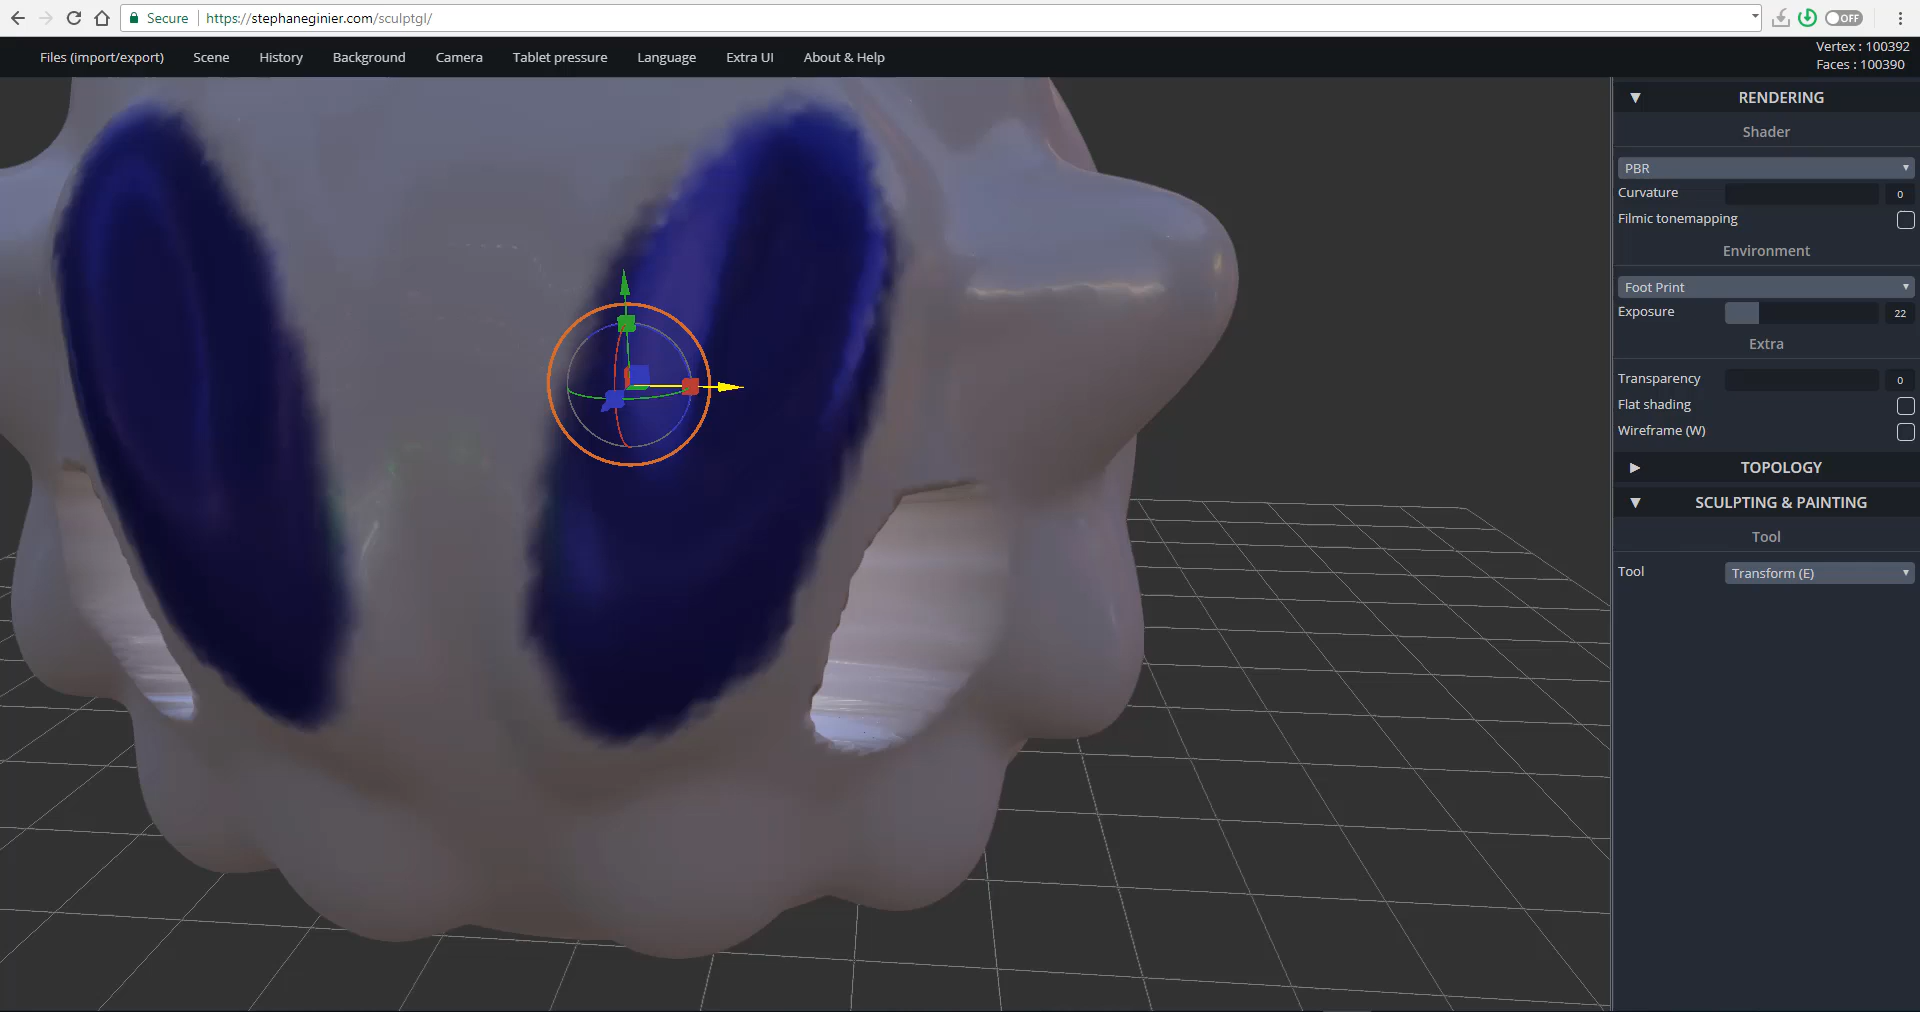 Secure https://stephaneginier.com/sculptgl/
OFF
Files (import/export) Scene History Background Camera Tablet pressure Language Extra UI About & Help
Vertex : 100392
Faces : 100390
RENDERING
Shader
PBR
Curvature 0
Filmic tonemapping
Environment
Foot Print
Exposure 22
Extra
Transparency 0
Flat shading
Wireframe (W)
TOPOLOGY
SCULPTING & PAINTING
Tool
Tool Transform (E)